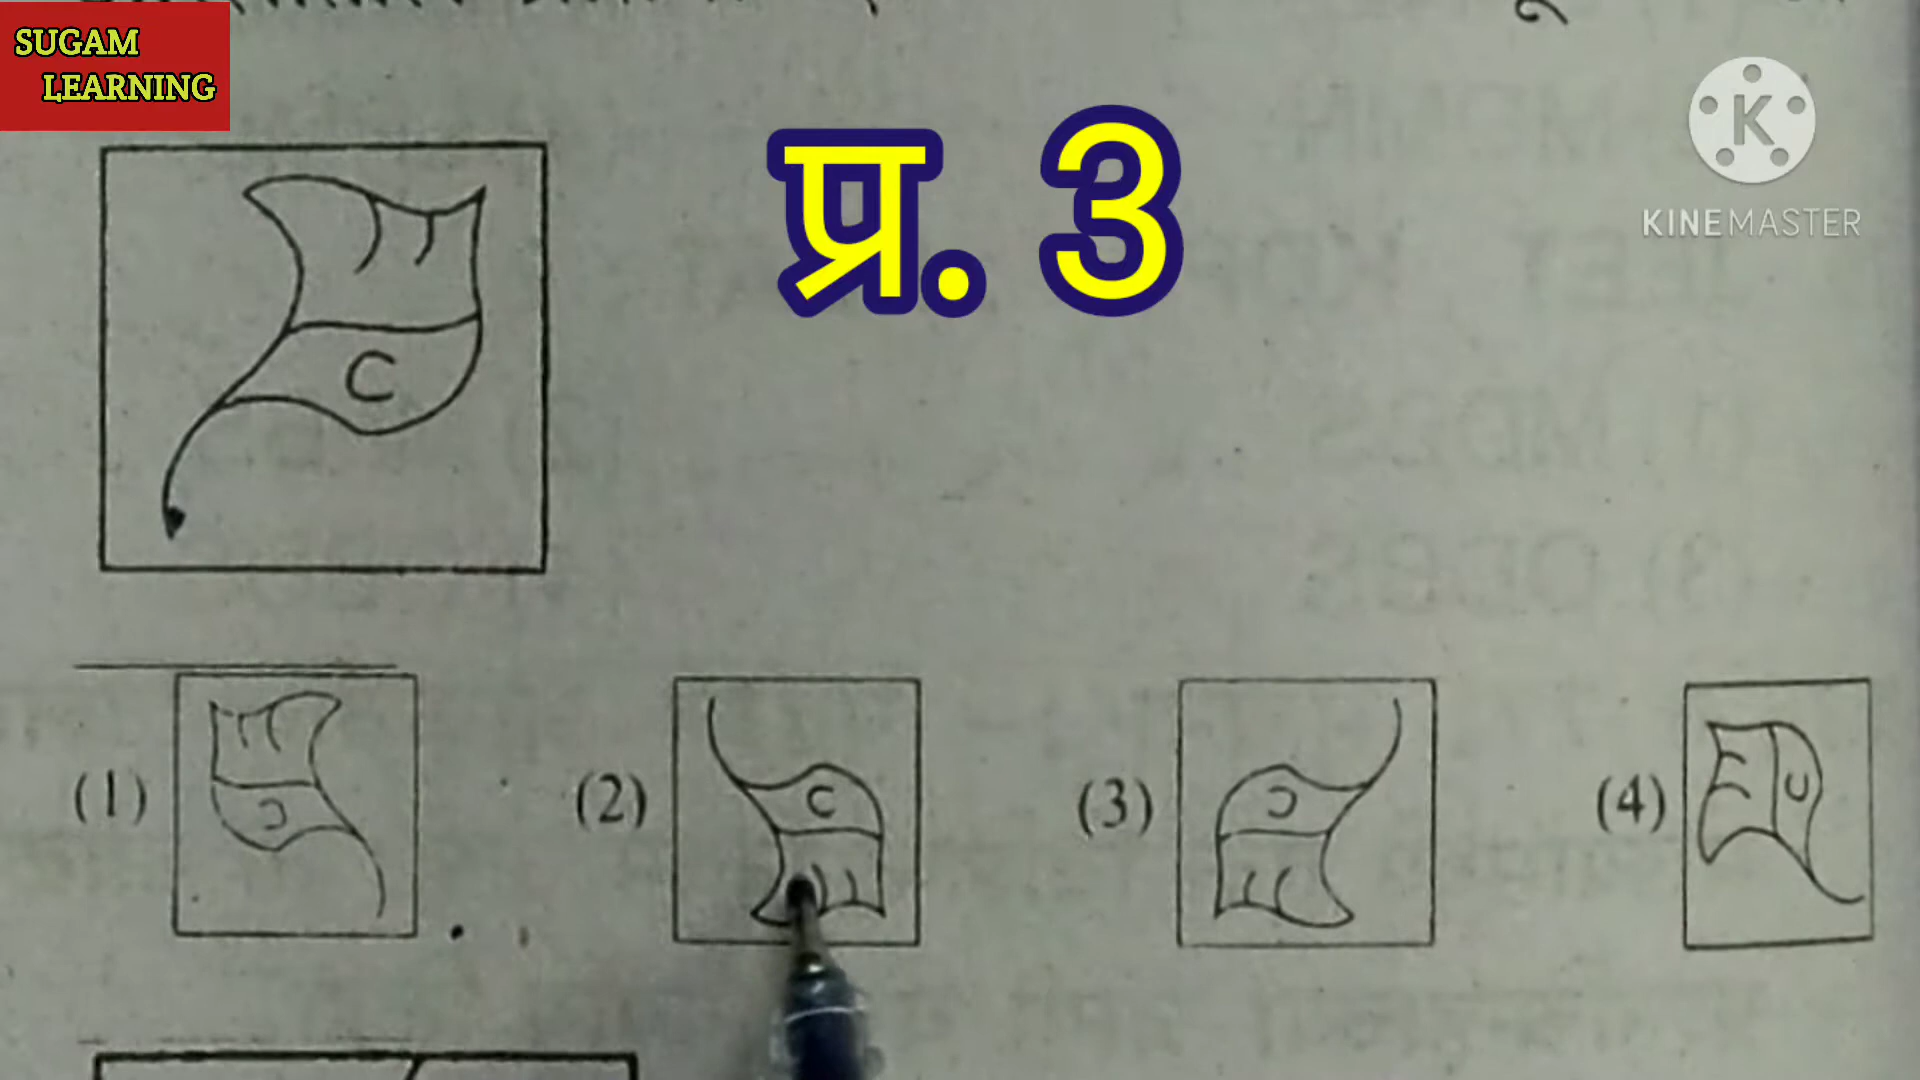 SUGAM
LEARNING
प्र. 3
KINEMASTER
C
(1)
(2)
C
(3)
(4)